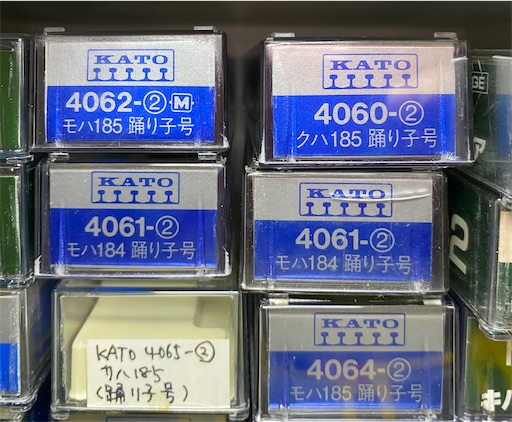 KATO
4062-②-M
モハ185 踊り子号
KATO
4060-②
クハ185 踊り子号
KATO
4061-②
モハ184 踊り子号
KATO
4061-②
モハ184 踊り子号
KATO 4065-②
サハ185
(踊り子号)
KATO
4064-②
モハ185 踊り子号
2
キハ